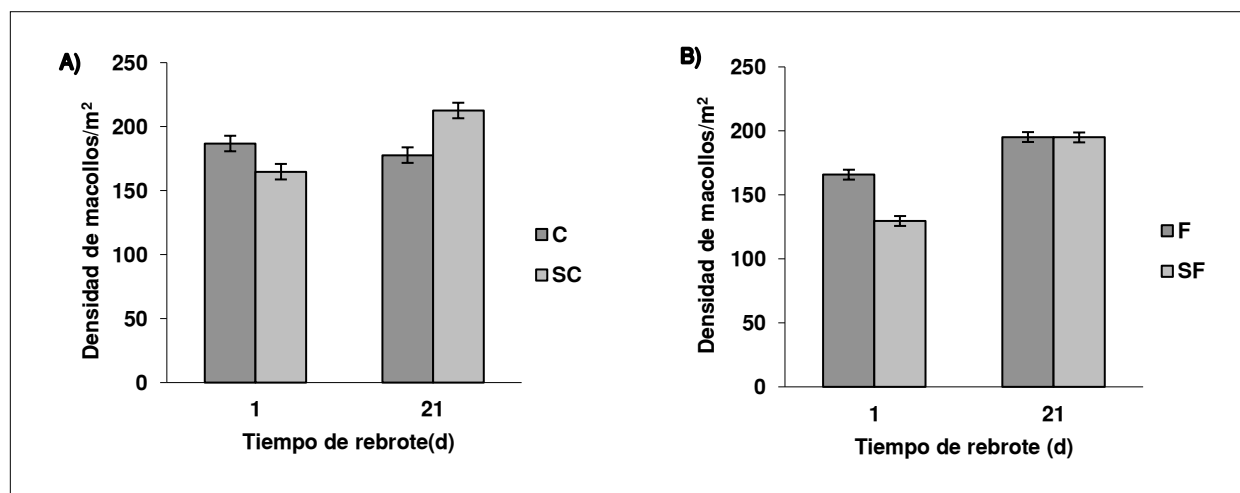 A)
Densidad de macollos/m²
250
200
150
100
50
0
1 21
Tiempo de rebrote(d)
C
SC
B)
Densidad de macollos/m²
250
200
150
100
50
0
1 21
Tiempo de rebrote (d)
F
SF